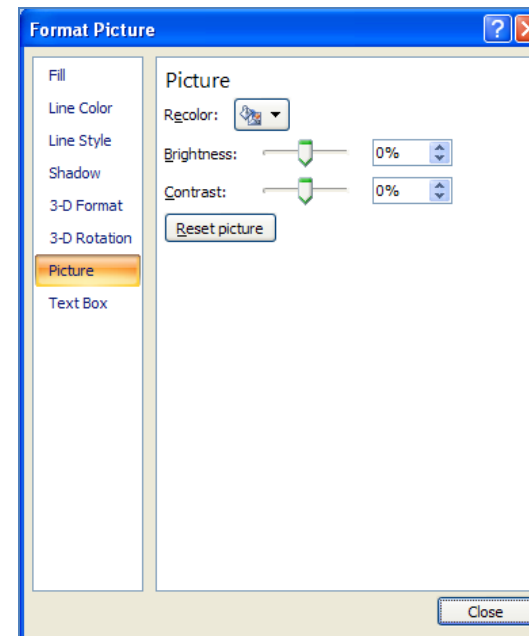 Format Picture
?
Fill
Line Color
Line Style
Shadow
3-D Format
3-D Rotation
Picture
Text Box
Picture
Recolor:
Brightness: 0%
Contrast: 0%
Reset picture
Close